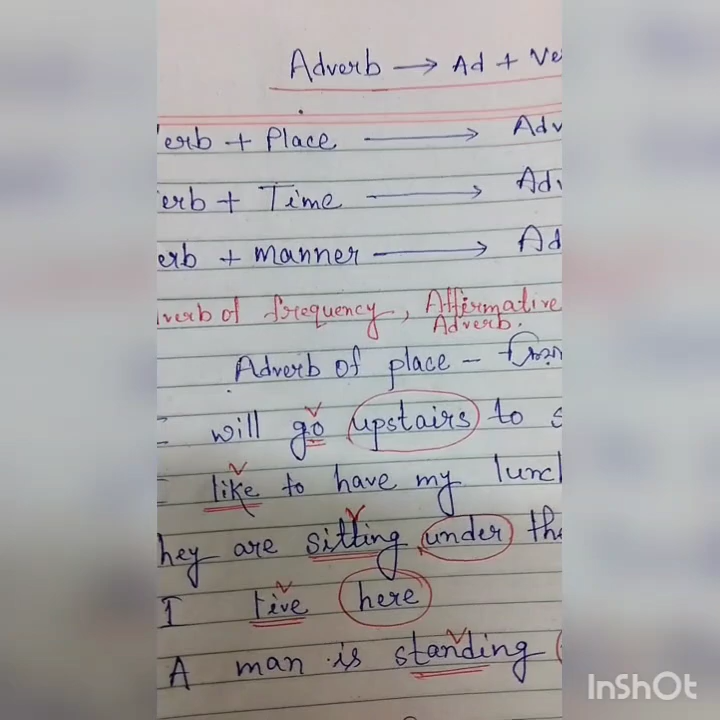 Adverb → Ad + Ve
erb + Place → Adv
erb + Time → Adv
erb + manner → Ad
verb of frequency, Affirmative
Adverb.
Adverb of place -
I will go upstairs to s
I like to have my lunch
hey are sitting under the
I live here
A man is standing
InShOt